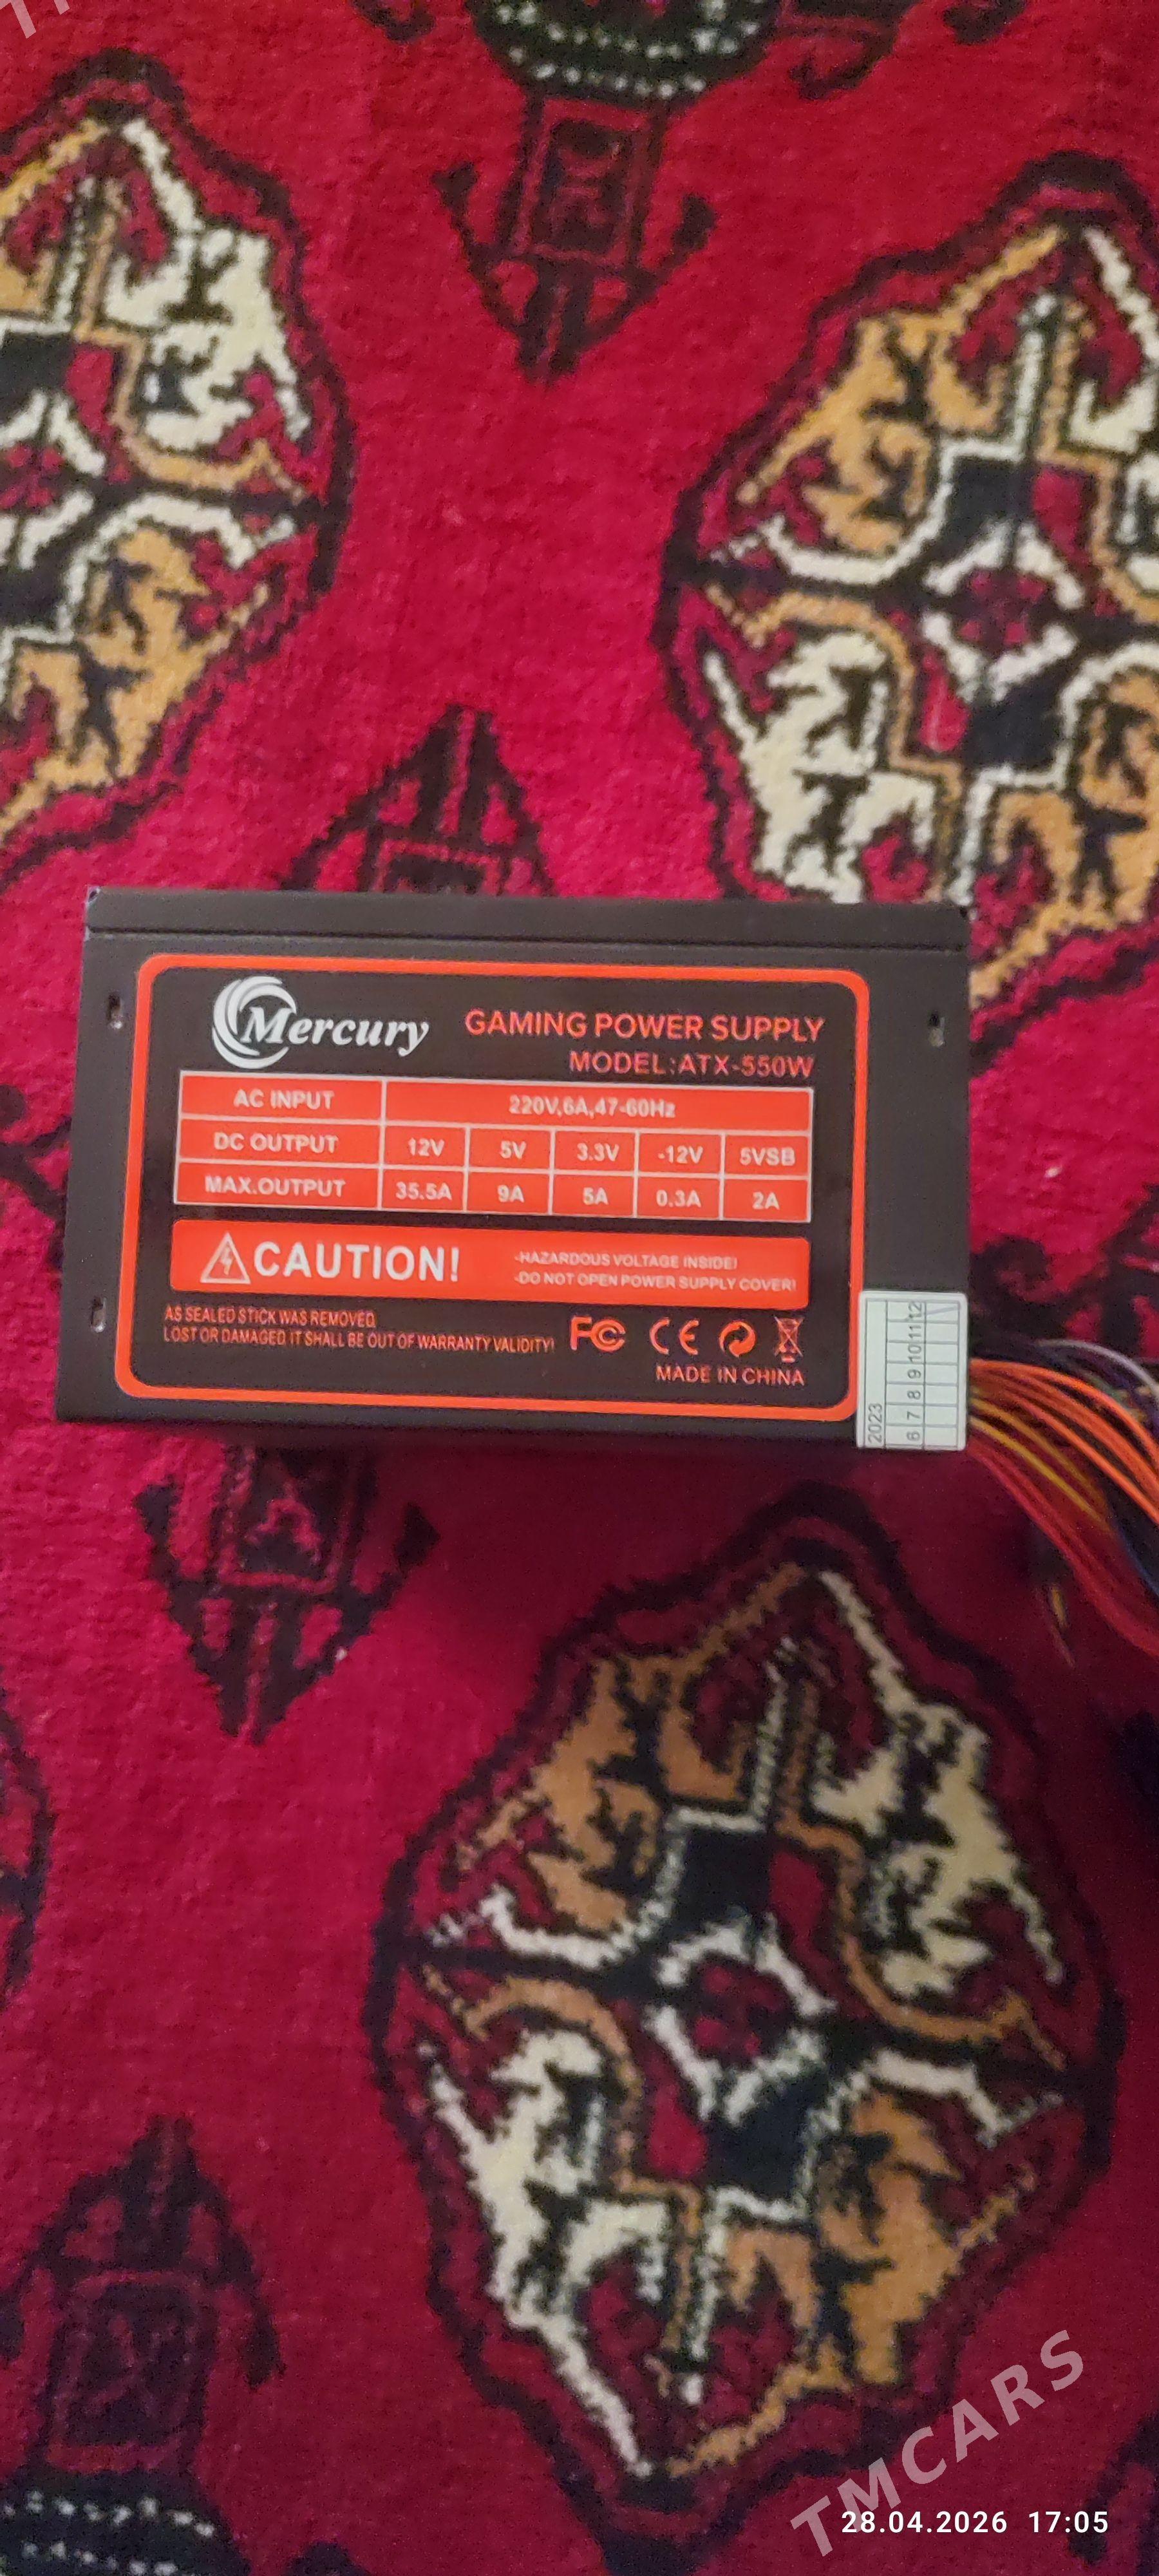 Mercury
GAMING POWER SUPPLY
MODEL:ATX-550W
AC INPUT 220V,6A,47-60Hz
DC OUTPUT 12V 5V 3.3V -12V 5VSB
MAX.OUTPUT 35.5A 9A 5A 0.3A 2A
CAUTION!
-HAZARDOUS VOLTAGE INSIDE!
-DO NOT OPEN POWER SUPPLY COVER!
AS SEALED STICK WAS REMOVED,
LOST OR DAMAGED IT SHALL BE OUT OF WARRANTY VALIDITY!
FC CE
MADE IN CHINA
2023
6 7 8 9 10 11 12
TMCARS
28.04.2026 17:05